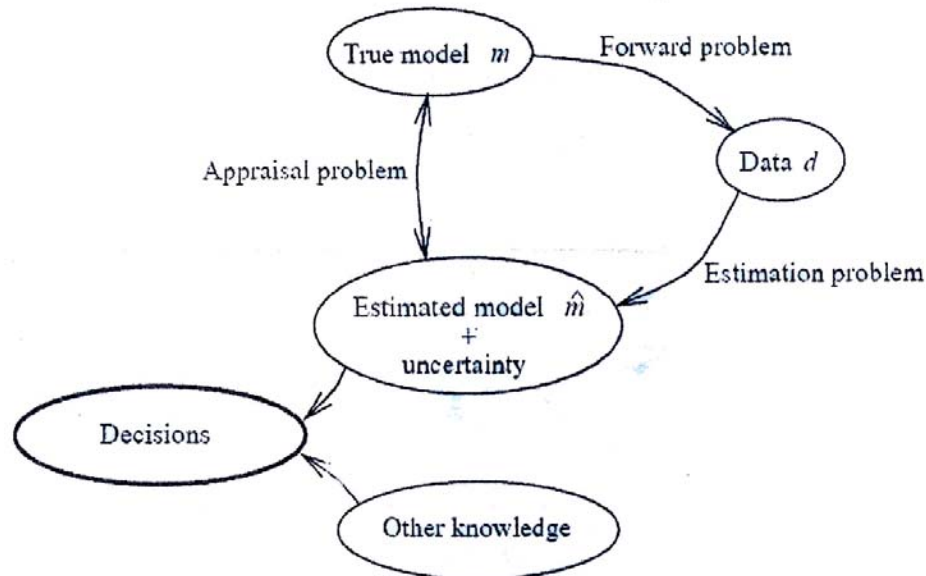 True model m
Forward problem
Data d
Appraisal problem
Estimation problem
Estimated model m̂
+
uncertainty
Decisions
Other knowledge